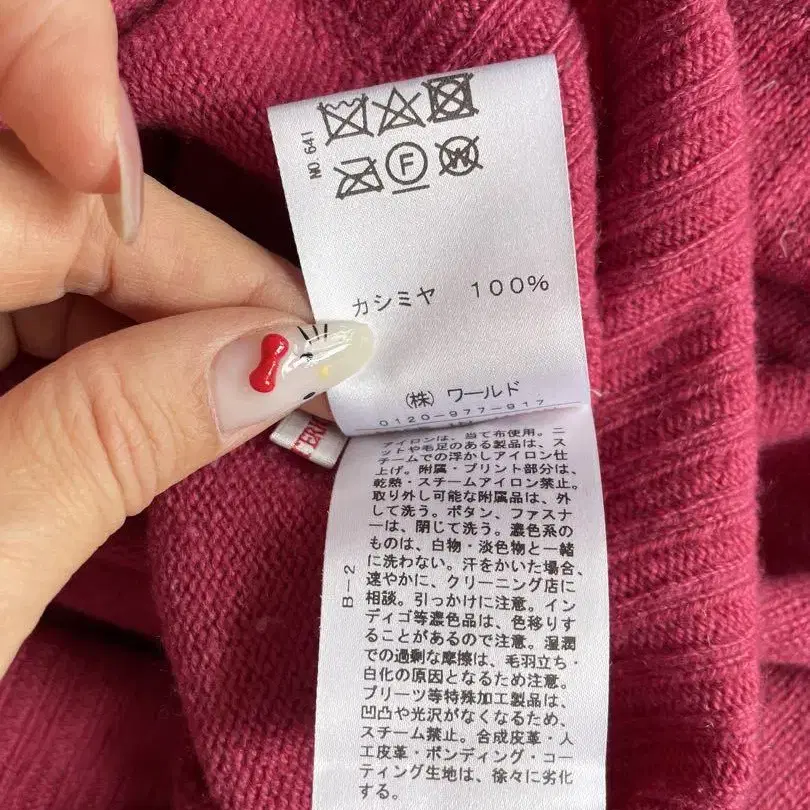 NO. 641
F
W
カシミヤ 100%
(株) ワールド
0120-977-917
アイロンは、当て布使用。ニ
ットや毛足のある製品は、ス
チームでの浮かしアイロン仕
上げ。附属・プリント部分は、
乾熱・スチームアイロン禁止。
取り外し可能な附属品は、外
して洗う。ボタン、ファスナ
ーは、閉じて洗う。濃色系の
ものは、白物・淡色物と一緒
に洗わない。汗をかいた場合、
速やかに、クリーニング店に
相談。引っかけに注意。イン
ディゴ等濃色品は、色移りす
ることがあるので注意。湿潤
での過剰な摩擦は、毛羽立ち・
白化の原因となるため注意。
プリーツ等特殊加工製品は、
凹凸や光沢がなくなるため、
スチーム禁止。合成皮革・人
工皮革・ボンディング・コー
ティング生地は、徐々に劣化
する。
B-2